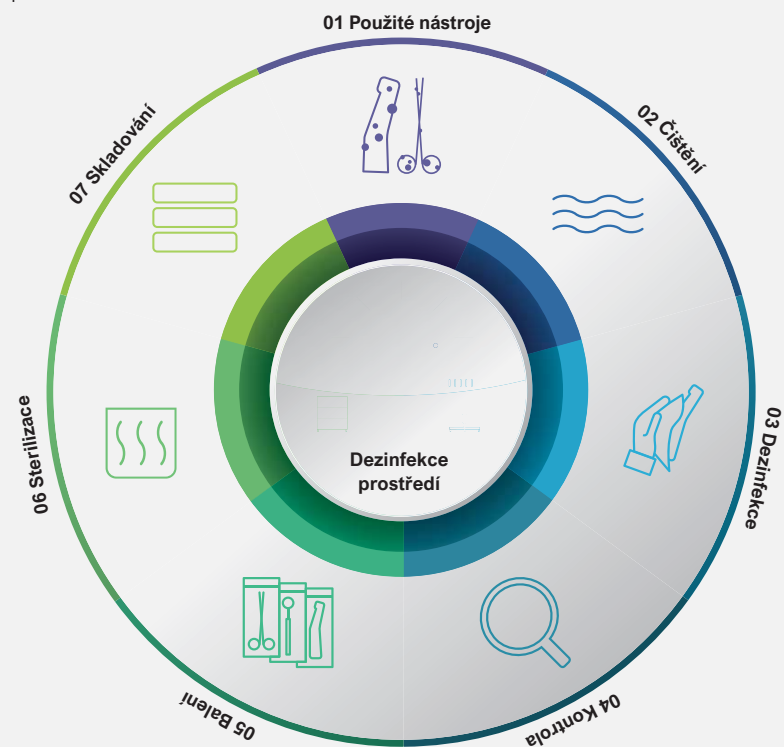 01 Použité nástroje
02 Čištění
03 Dezinfekce
04 Kontrola
05 Balení
06 Sterilizace
07 Skladování
Dezinfekce
prostředí